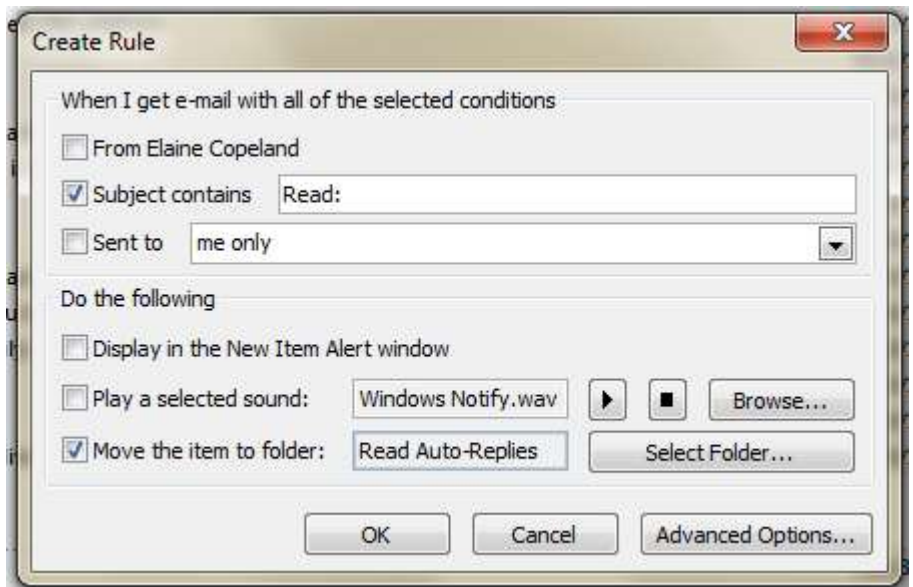 Create Rule
When I get e-mail with all of the selected conditions
From Elaine Copeland
Subject contains Read:
Sent to me only
Do the following
Display in the New Item Alert window
Play a selected sound: Windows Notify.wav Browse...
Move the item to folder: Read Auto-Replies Select Folder...
OK Cancel Advanced Options...